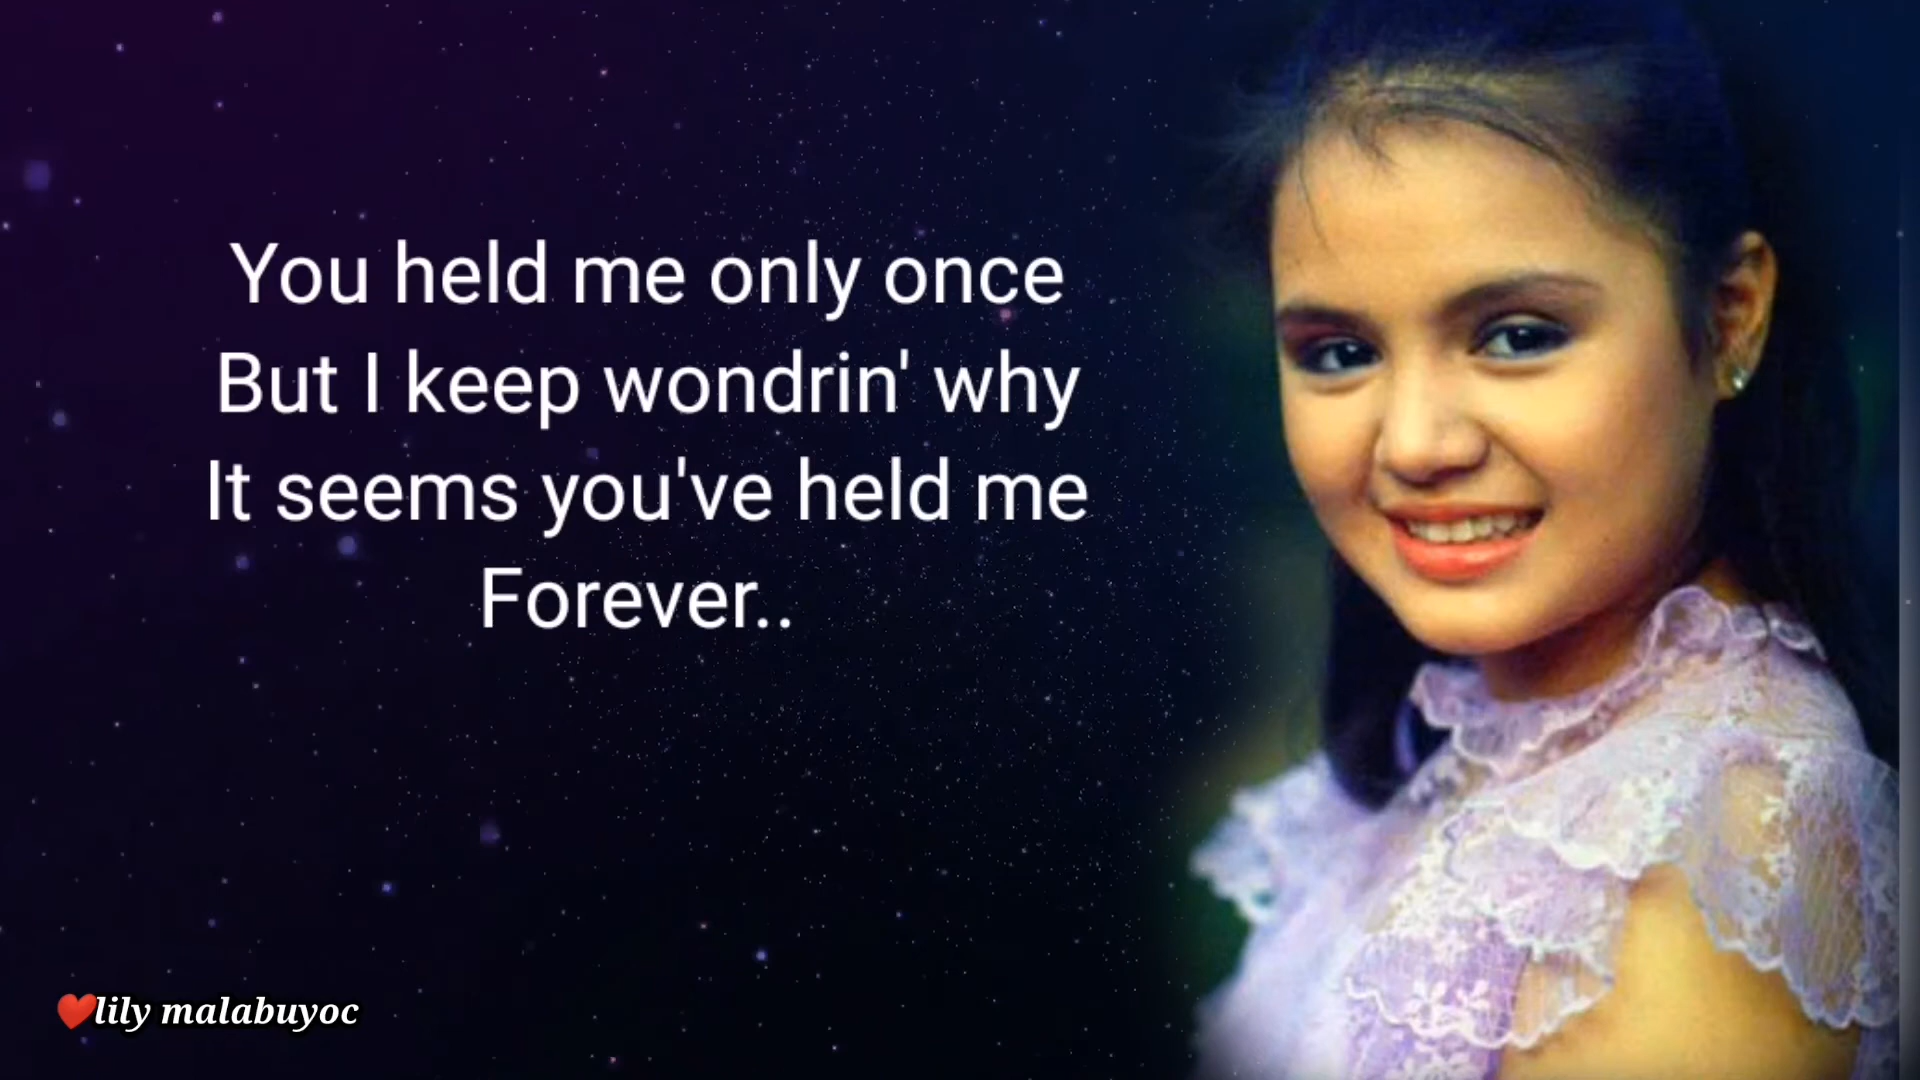 You held me only once
But I keep wondrin' why
It seems you've held me
Forever..
❤lily malabuyoc